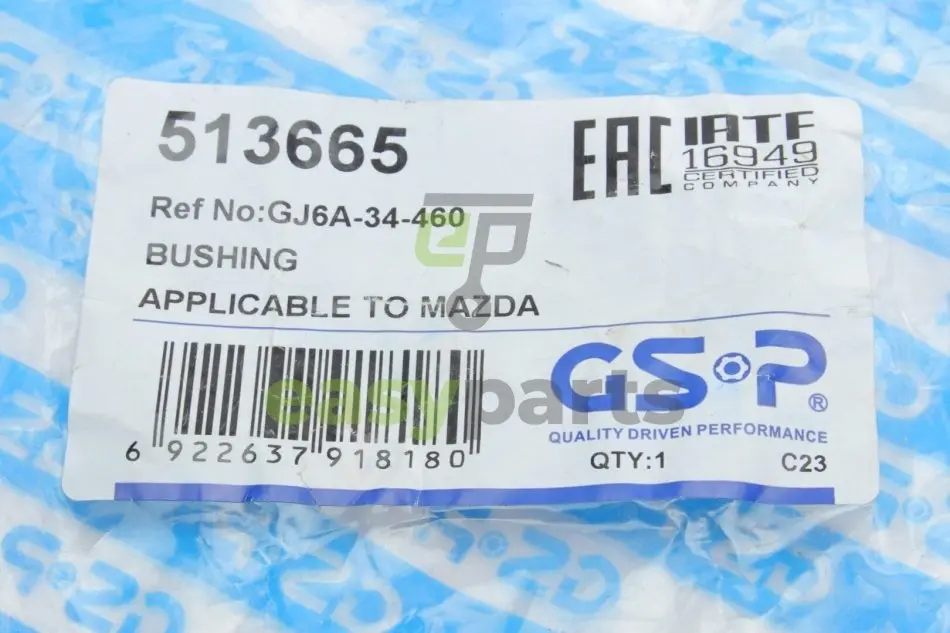 513665
EAC
IATF
16949
CERTIFIED
COMPANY
Ref No:GJ6A-34-460
BUSHING
APPLICABLE TO MAZDA
ep
easyparts
GSP®
QUALITY DRIVEN PERFORMANCE
6 922637 918180
QTY:1
C23